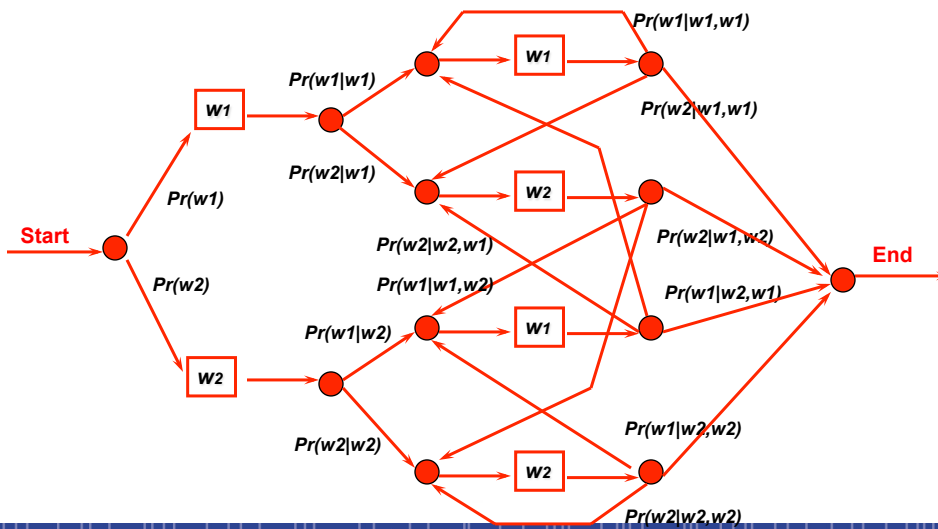 Pr(w1|w1,w1)
W1
Pr(w1|w1)
W1
Pr(w2|w1,w1)
Pr(w2|w1)
W2
Pr(w1)
Start
Pr(w2|w2,w1)
Pr(w2|w1,w2)
End
Pr(w2)
Pr(w1|w1,w2)
Pr(w1|w2,w1)
Pr(w1|w2)
W1
W2
Pr(w2|w2)
Pr(w1|w2,w2)
W2
Pr(w2|w2,w2)